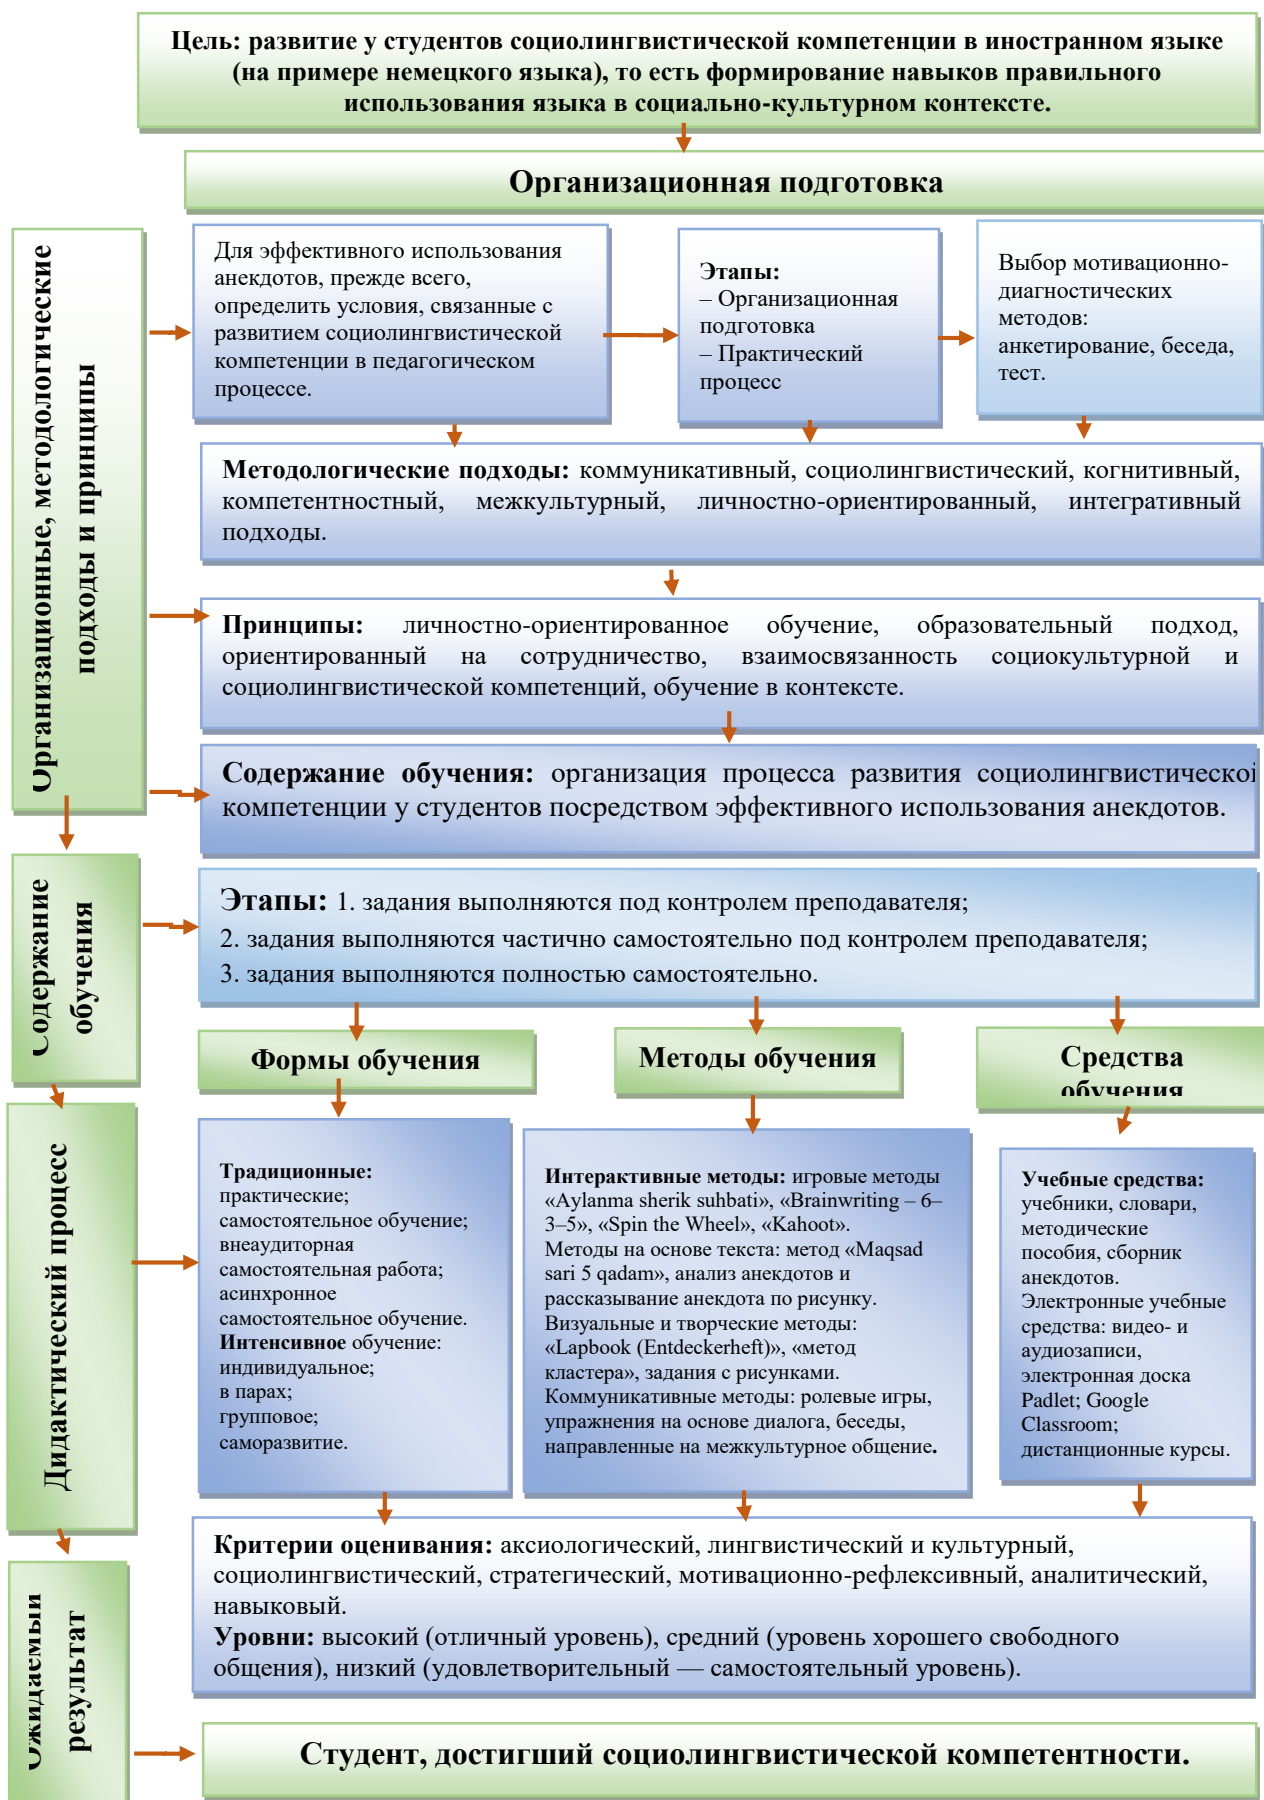 Цель: развитие у студентов социолингвистической компетенции в иностранном языке
(на примере немецкого языка), то есть формирование навыков правильного
использования языка в социально-культурном контексте.
Организационная подготовка
Организационные, методологические
подходы и принципы
Для эффективного использования
анекдотов, прежде всего,
определить условия, связанные с
развитием социолингвистической
компетенции в педагогическом
процессе.
Этапы:
– Организационная
подготовка
– Практический
процесс
Выбор мотивационно-
диагностических
методов:
анкетирование, беседа,
тест.
Методологические подходы: коммуникативный, социолингвистический, когнитивный,
компетентностный, межкультурный, личностно-ориентированный, интегративный
подходы.
Принципы: личностно-ориентированное обучение, образовательный подход,
ориентированный на сотрудничество, взаимосвязанность социокультурной и
социолингвистической компетенций, обучение в контексте.
Содержание обучения: организация процесса развития социолингвистической
компетенции у студентов посредством эффективного использования анекдотов.
Содержание
обучения
Этапы: 1. задания выполняются под контролем преподавателя;
2. задания выполняются частично самостоятельно под контролем преподавателя;
3. задания выполняются полностью самостоятельно.
Формы обучения
Методы обучения
Средства
обучения
Дидактический процесс
Традиционные:
практические;
самостоятельное обучение;
внеаудиторная
самостоятельная работа;
асинхронное
самостоятельное обучение.
Интенсивное обучение:
индивидуальное;
в парах;
групповое;
саморазвитие.
Интерактивные методы: игровые методы
«Aylanma sherik suhbati», «Brainwriting – 6–
3–5», «Spin the Wheel», «Kahoot».
Методы на основе текста: метод «Maqsad
sari 5 qadam», анализ анекдотов и
рассказывание анекдота по рисунку.
Визуальные и творческие методы:
«Lapbook (Entdeckerheft)», «метод
кластера», задания с рисунками.
Коммуникативные методы: ролевые игры,
упражнения на основе диалога, беседы,
направленные на межкультурное общение.
Учебные средства:
учебники, словари,
методические
пособия, сборник
анекдотов.
Электронные учебные
средства: видео- и
аудиозаписи,
электронная доска
Padlet; Google
Classroom;
дистанционные курсы.
Ожидаемый
результат
Критерии оценивания: аксиологический, лингвистический и культурный,
социолингвистический, стратегический, мотивационно-рефлексивный, аналитический,
навыковый.
Уровни: высокий (отличный уровень), средний (уровень хорошего свободного
общения), низкий (удовлетворительный — самостоятельный уровень).
Студент, достигший социолингвистической компетентности.